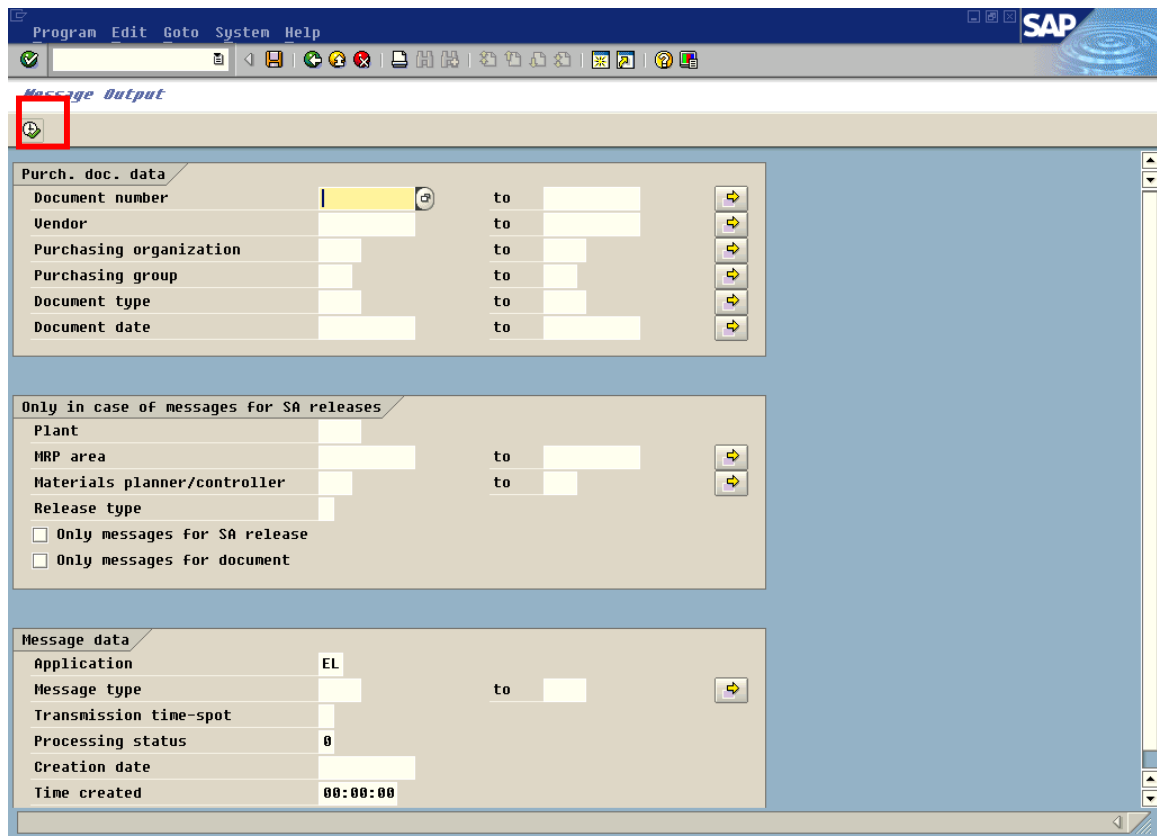 Program Edit Goto System Help
SAP
Message Output
Purch. doc. data
Document number to
Vendor to
Purchasing organization to
Purchasing group to
Document type to
Document date to
Only in case of messages for SA releases
Plant
MRP area to
Materials planner/controller to
Release type
Only messages for SA release
Only messages for document
Message data
Application EL
Message type to
Transmission time-spot
Processing status 0
Creation date
Time created 00:00:00